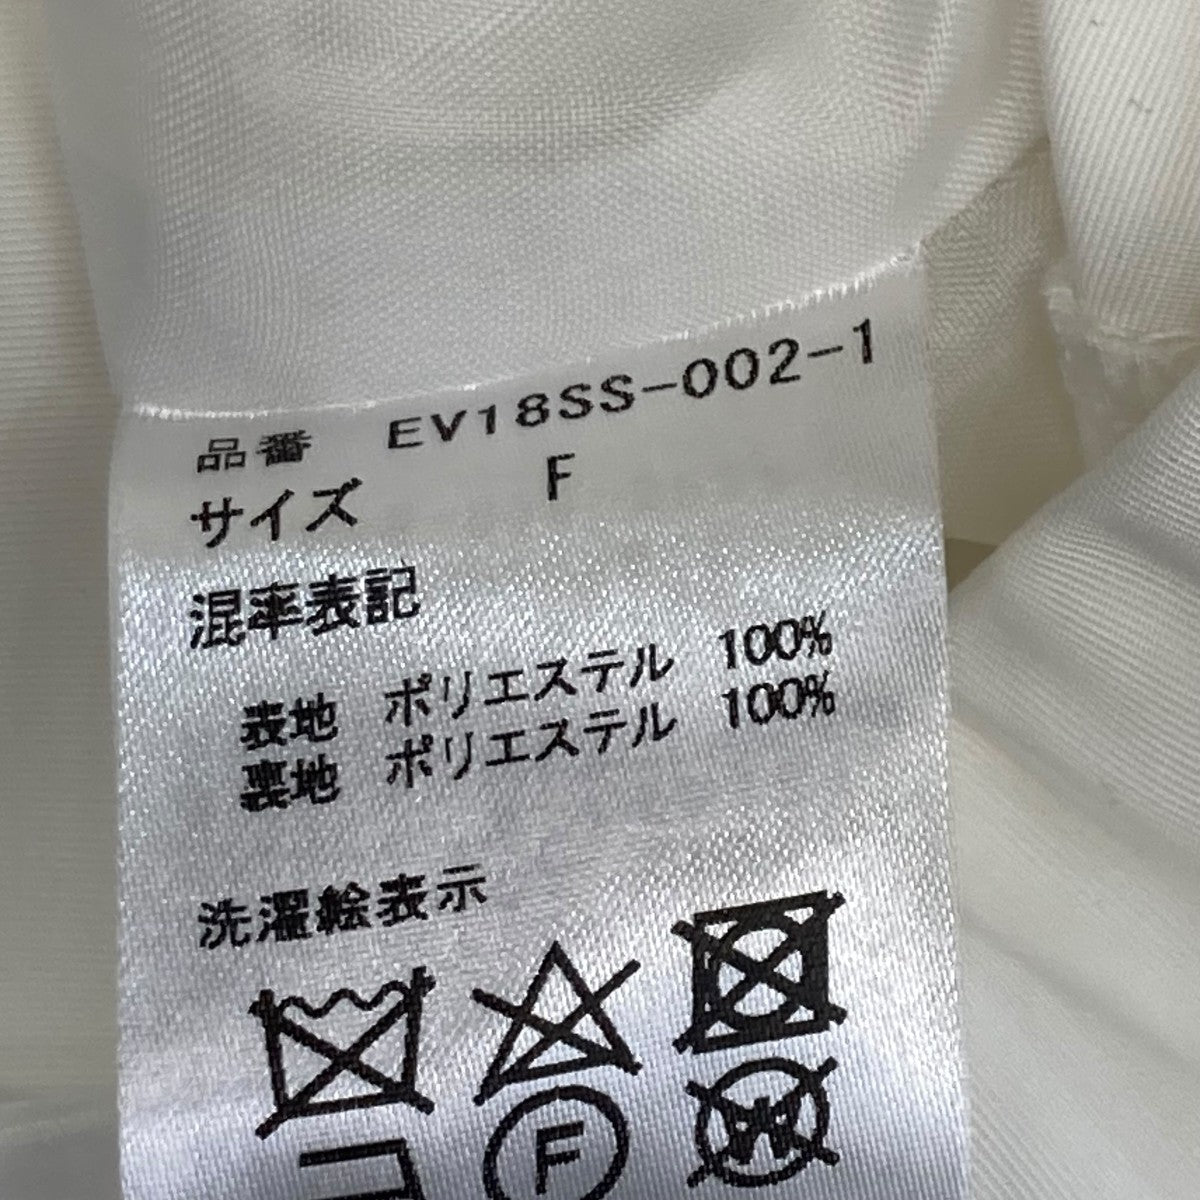 品番 EV18SS-002-1
サイズ F
混率表記
表地 ポリエステル 100%
裏地 ポリエステル 100%
洗濯絵表示
F W